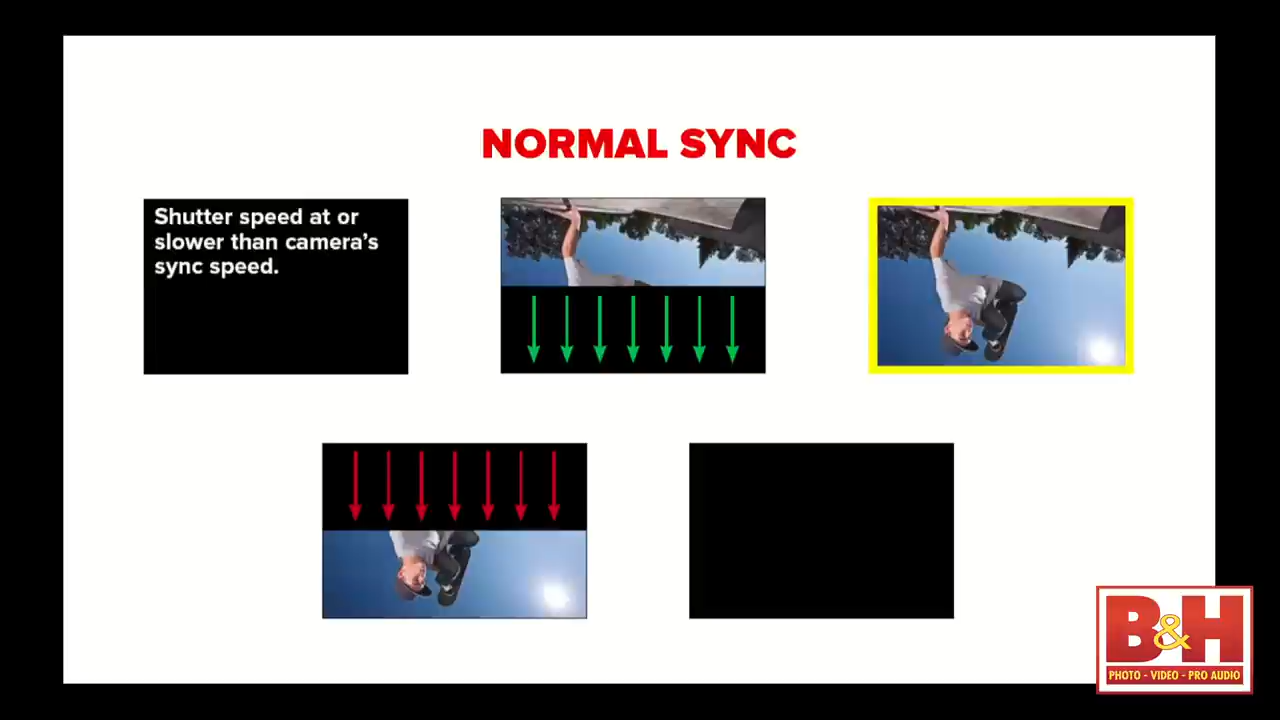 NORMAL SYNC
Shutter speed at or
slower than camera's
sync speed.
B&H
PHOTO - VIDEO - PRO AUDIO